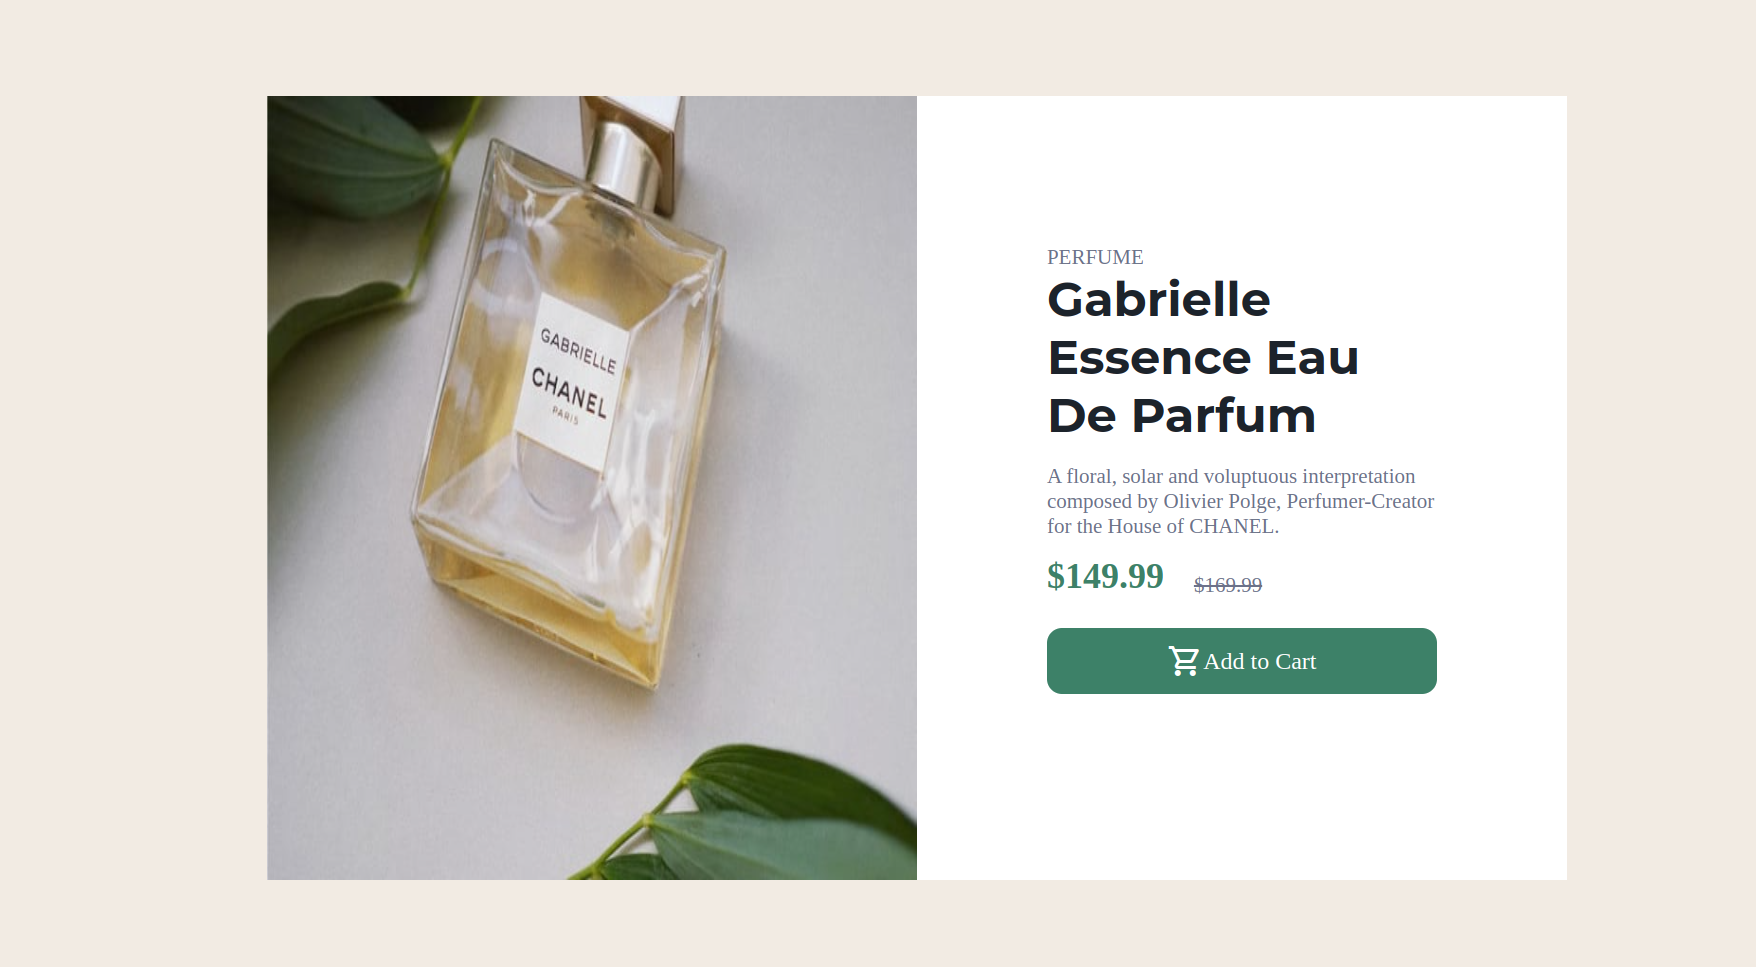 GABRIELLE
CHANEL
PARIS
PERFUME
Gabrielle
Essence Eau
De Parfum
A floral, solar and voluptuous interpretation
composed by Olivier Polge, Perfumer-Creator
for the House of CHANEL.
$149.99 $169.99
Add to Cart